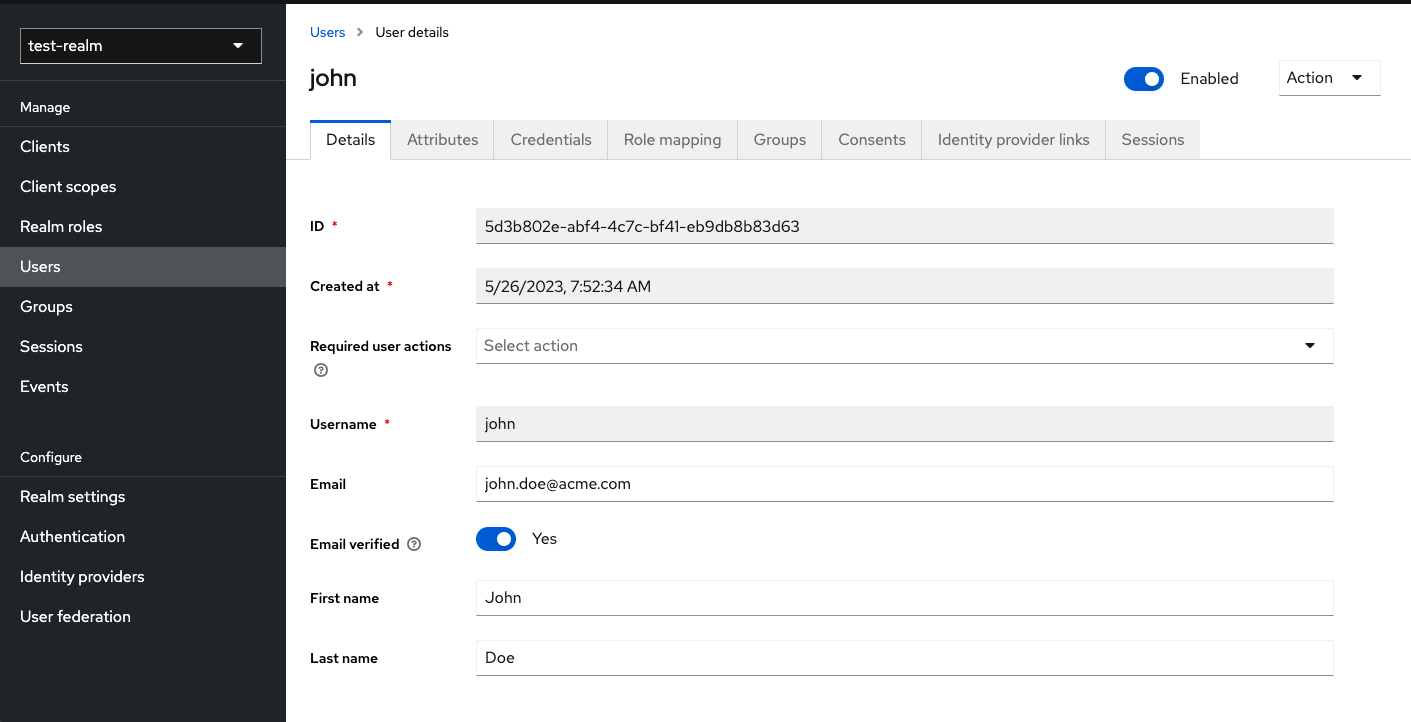 test-realm
Manage
Clients
Client scopes
Realm roles
Users
Groups
Sessions
Events
Configure
Realm settings
Authentication
Identity providers
User federation
Users > User details
john
Enabled
Action
Details Attributes Credentials Role mapping Groups Consents Identity provider links Sessions
ID * 5d3b802e-abf4-4c7c-bf41-eb9db8b83d63
Created at * 5/26/2023, 7:52:34 AM
Required user actions Select action
Username * john
Email john.doe@acme.com
Email verified Yes
First name John
Last name Doe